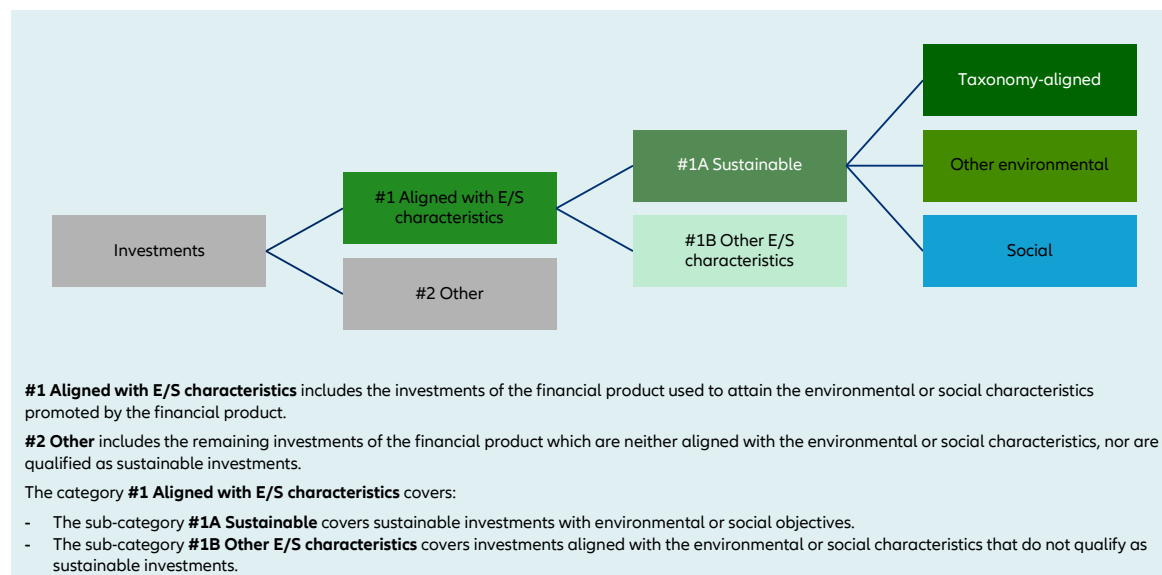 Taxonomy-aligned
#1A Sustainable
Other environmental
#1 Aligned with E/S
characteristics
Investments
#1B Other E/S
characteristics
Social
#2 Other
#1 Aligned with E/S characteristics includes the investments of the financial product used to attain the environmental or social characteristics
promoted by the financial product.
#2 Other includes the remaining investments of the financial product which are neither aligned with the environmental or social characteristics, nor are
qualified as sustainable investments.
The category #1 Aligned with E/S characteristics covers:
- The sub-category #1A Sustainable covers sustainable investments with environmental or social objectives.
- The sub-category #1B Other E/S characteristics covers investments aligned with the environmental or social characteristics that do not qualify as
sustainable investments.